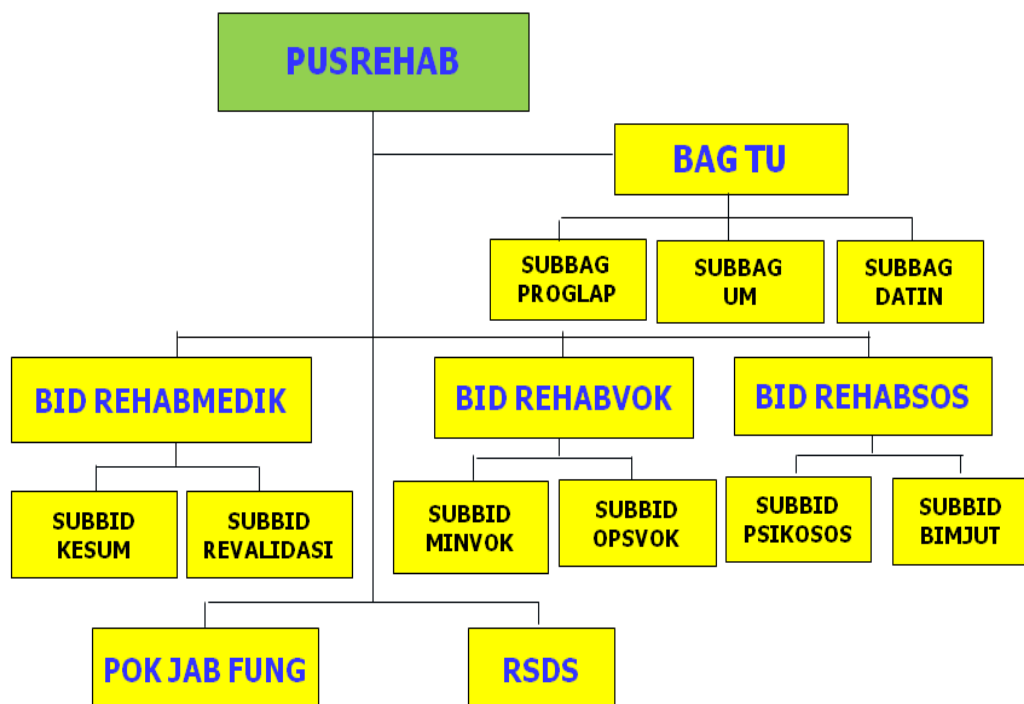 PUSREHAB
BAG TU
SUBBAG
PROGLAP
SUBBAG
UM
SUBBAG
DATIN
BID REHABMEDIK
BID REHABVOK
BID REHABSOS
SUBBID
KESUM
SUBBID
REVALIDASI
SUBBID
MINVOK
SUBBID
OPSVOK
SUBBID
PSIKOSOS
SUBBID
BIMJUT
POK JAB FUNG
RSDS